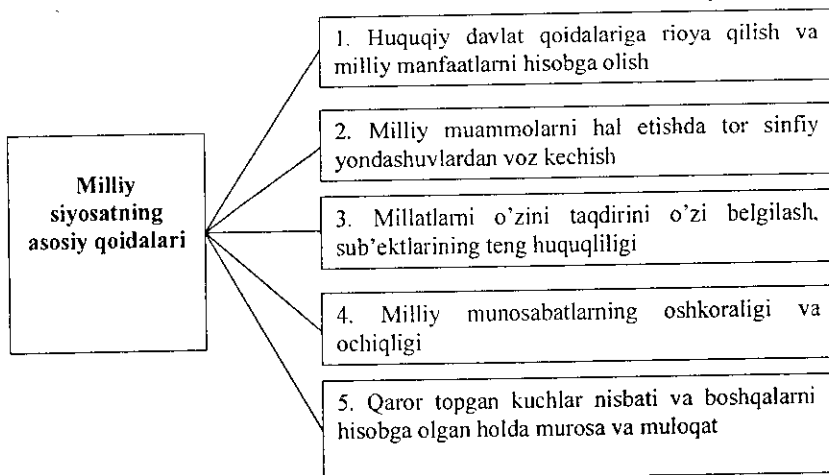 Milliy
siyosatning
asosiy qoidalari
1. Huquqiy davlat qoidalariga rioya qilish va
milliy manfaatlarni hisobga olish
2. Milliy muammolarni hal etishda tor sinfiy
yondashuvlardan voz kechish
3. Millatlarni o'zini taqdirini o'zi belgilash,
sub'ektlarining teng huquqliligi
4. Milliy munosabatlarning oshkoraligi va
ochiqligi
5. Qaror topgan kuchlar nisbati va boshqalarni
hisobga olgan holda murosa va muloqat